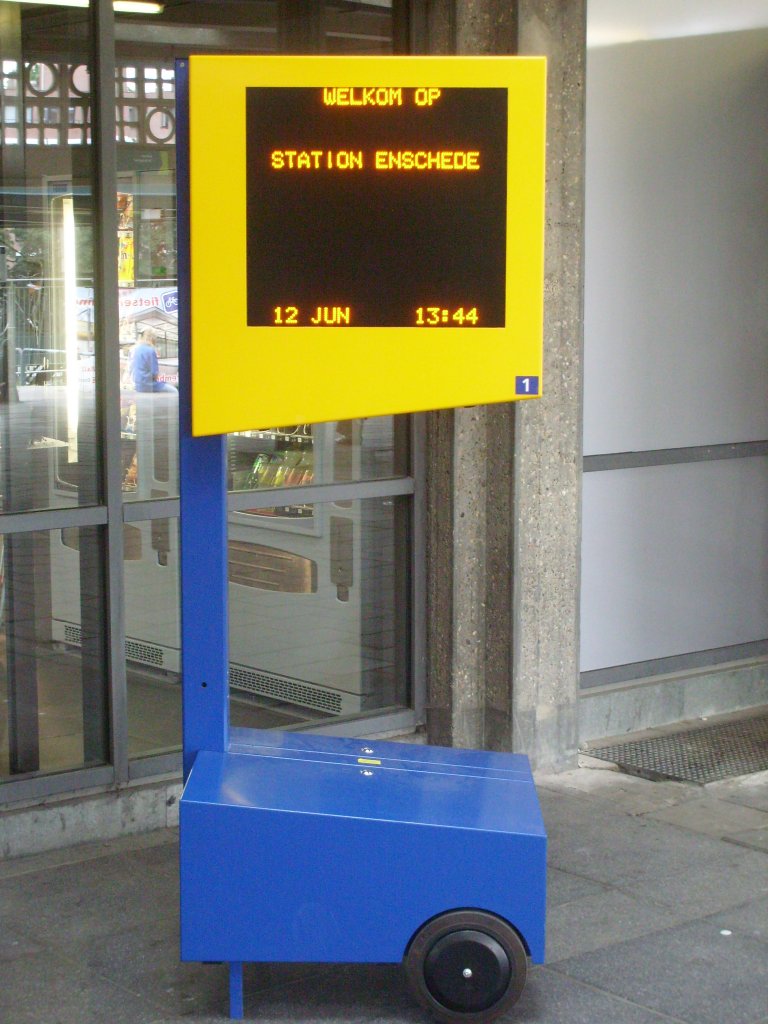 WELKOM OP
STATION ENSCHEDE
12 JUN 13:44
1